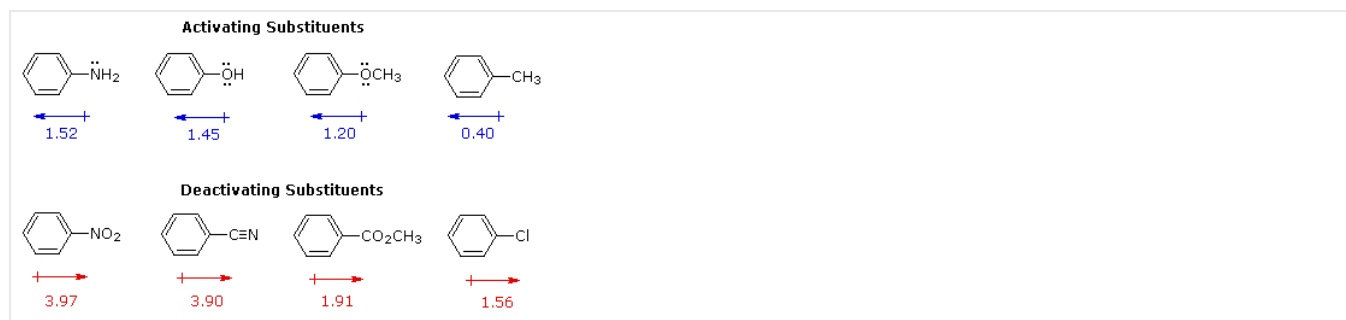 Activating Substituents
NH₂ OH OCH₃ CH₃
1.52 1.45 1.20 0.40
Deactivating Substituents
NO₂ C≡N CO₂CH₃ Cl
3.97 3.90 1.91 1.56